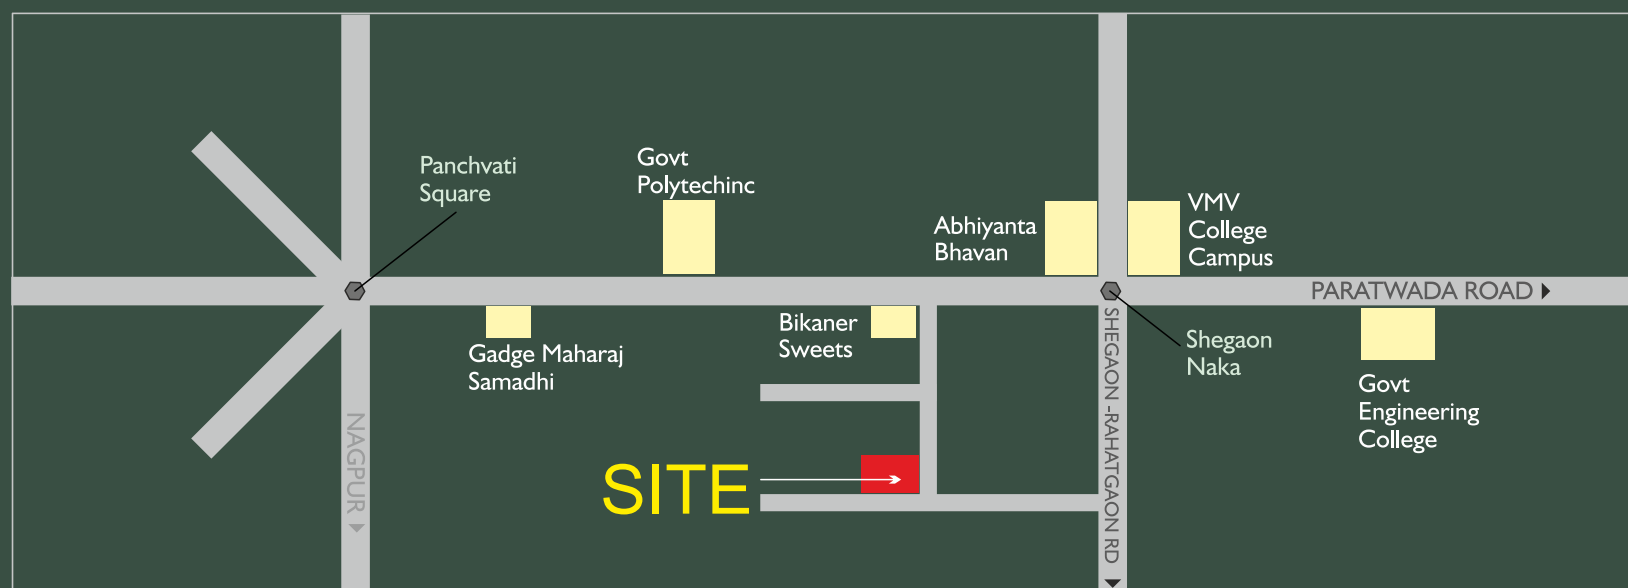 Panchvati
Square
Govt
Polytechinc
Abhiyanta
Bhavan
VMV
College
Campus
PARATWADA ROAD
Gadge Maharaj
Samadhi
Bikaner
Sweets
Shegaon
Naka
Govt
Engineering
College
NAGPUR
SITE
SHEGAON -RAHATGAON RD